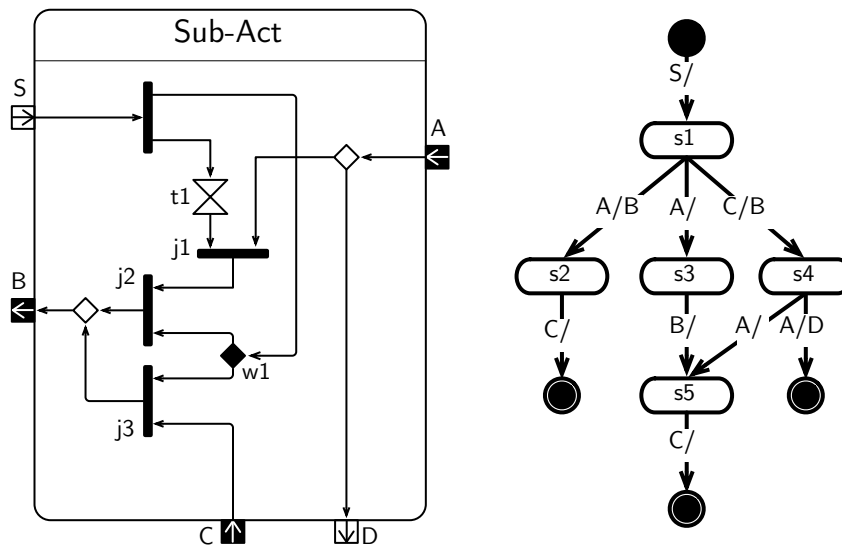 Sub-Act
S
A
t1
j1
B
j2
w1
j3
C
D
S/
s1
A/B
A/
C/B
s2
s3
s4
C/
B/
A/
A/D
s5
C/